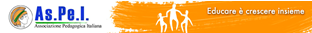 As.Pe.I.
Associazione Pedagogica Italiana
Educare è crescere insieme